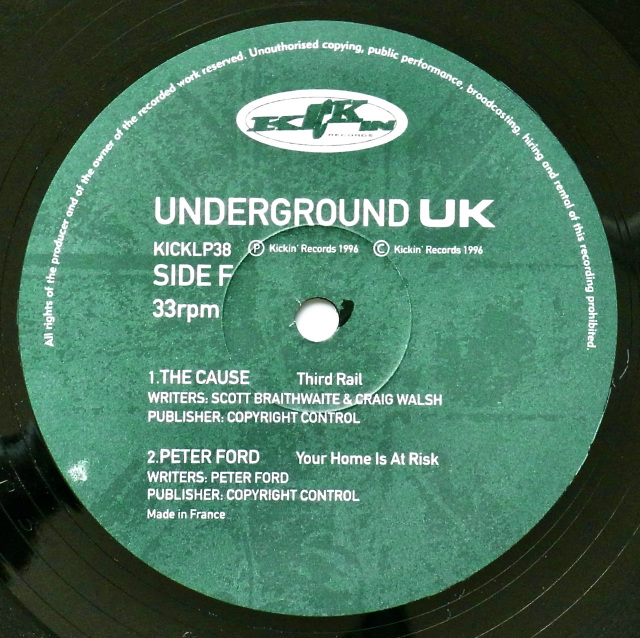 All rights of the producer and of the owner of the recorded work reserved. Unauthorised copying, public performance, broadcasting, hiring and rental of this recording prohibited.
KICKIN
RECORDS
UNDERGROUND UK
KICKLP38 Ⓟ Kickin' Records 1996 © Kickin' Records 1996
SIDE F
33rpm
1.THE CAUSE Third Rail
WRITERS: SCOTT BRAITHWAITE & CRAIG WALSH
PUBLISHER: COPYRIGHT CONTROL
2.PETER FORD Your Home Is At Risk
WRITERS: PETER FORD
PUBLISHER: COPYRIGHT CONTROL
Made in France